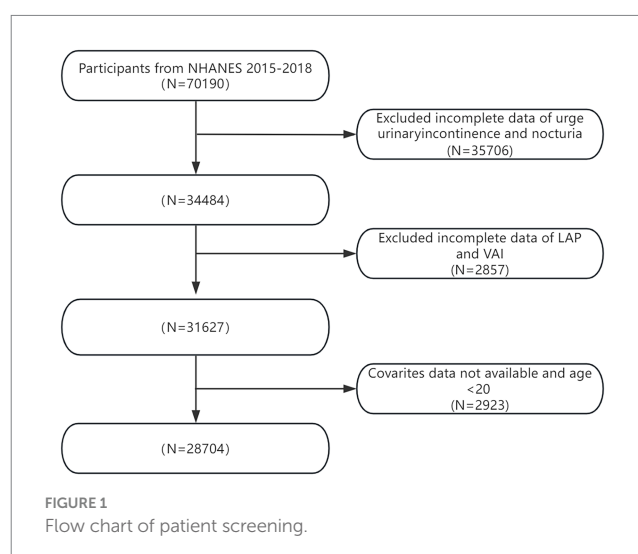 Participants from NHANES 2015-2018
(N=70190)
Excluded incomplete data of urge
urinaryincontinence and nocturia
(N=35706)
(N=34484)
Excluded incomplete data of LAP
and VAI
(N=2857)
(N=31627)
Covarites data not available and age
<20
(N=2923)
(N=28704)
FIGURE 1
Flow chart of patient screening.